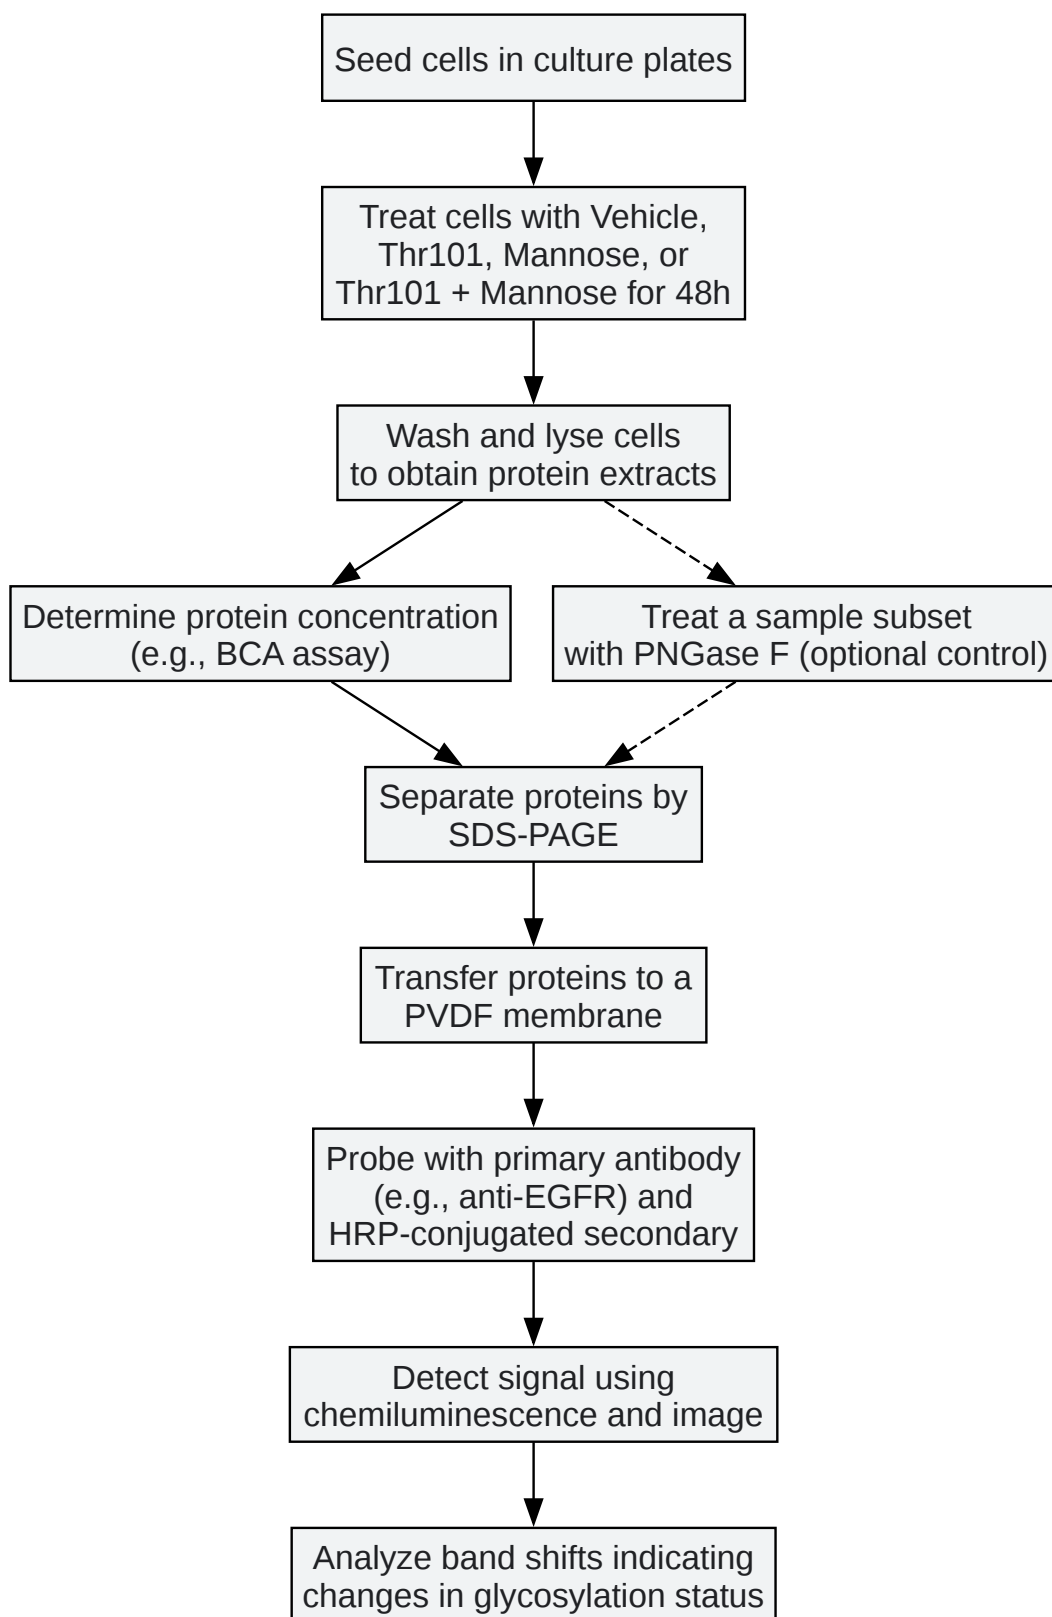 Seed cells in culture plates
Treat cells with Vehicle,
Thr101, Mannose, or
Thr101 + Mannose for 48h
Wash and lyse cells
to obtain protein extracts
Determine protein concentration
(e.g., BCA assay)
Treat a sample subset
with PNGase F (optional control)
Separate proteins by
SDS-PAGE
Transfer proteins to a
PVDF membrane
Probe with primary antibody
(e.g., anti-EGFR) and
HRP-conjugated secondary
Detect signal using
chemiluminescence and image
Analyze band shifts indicating
changes in glycosylation status